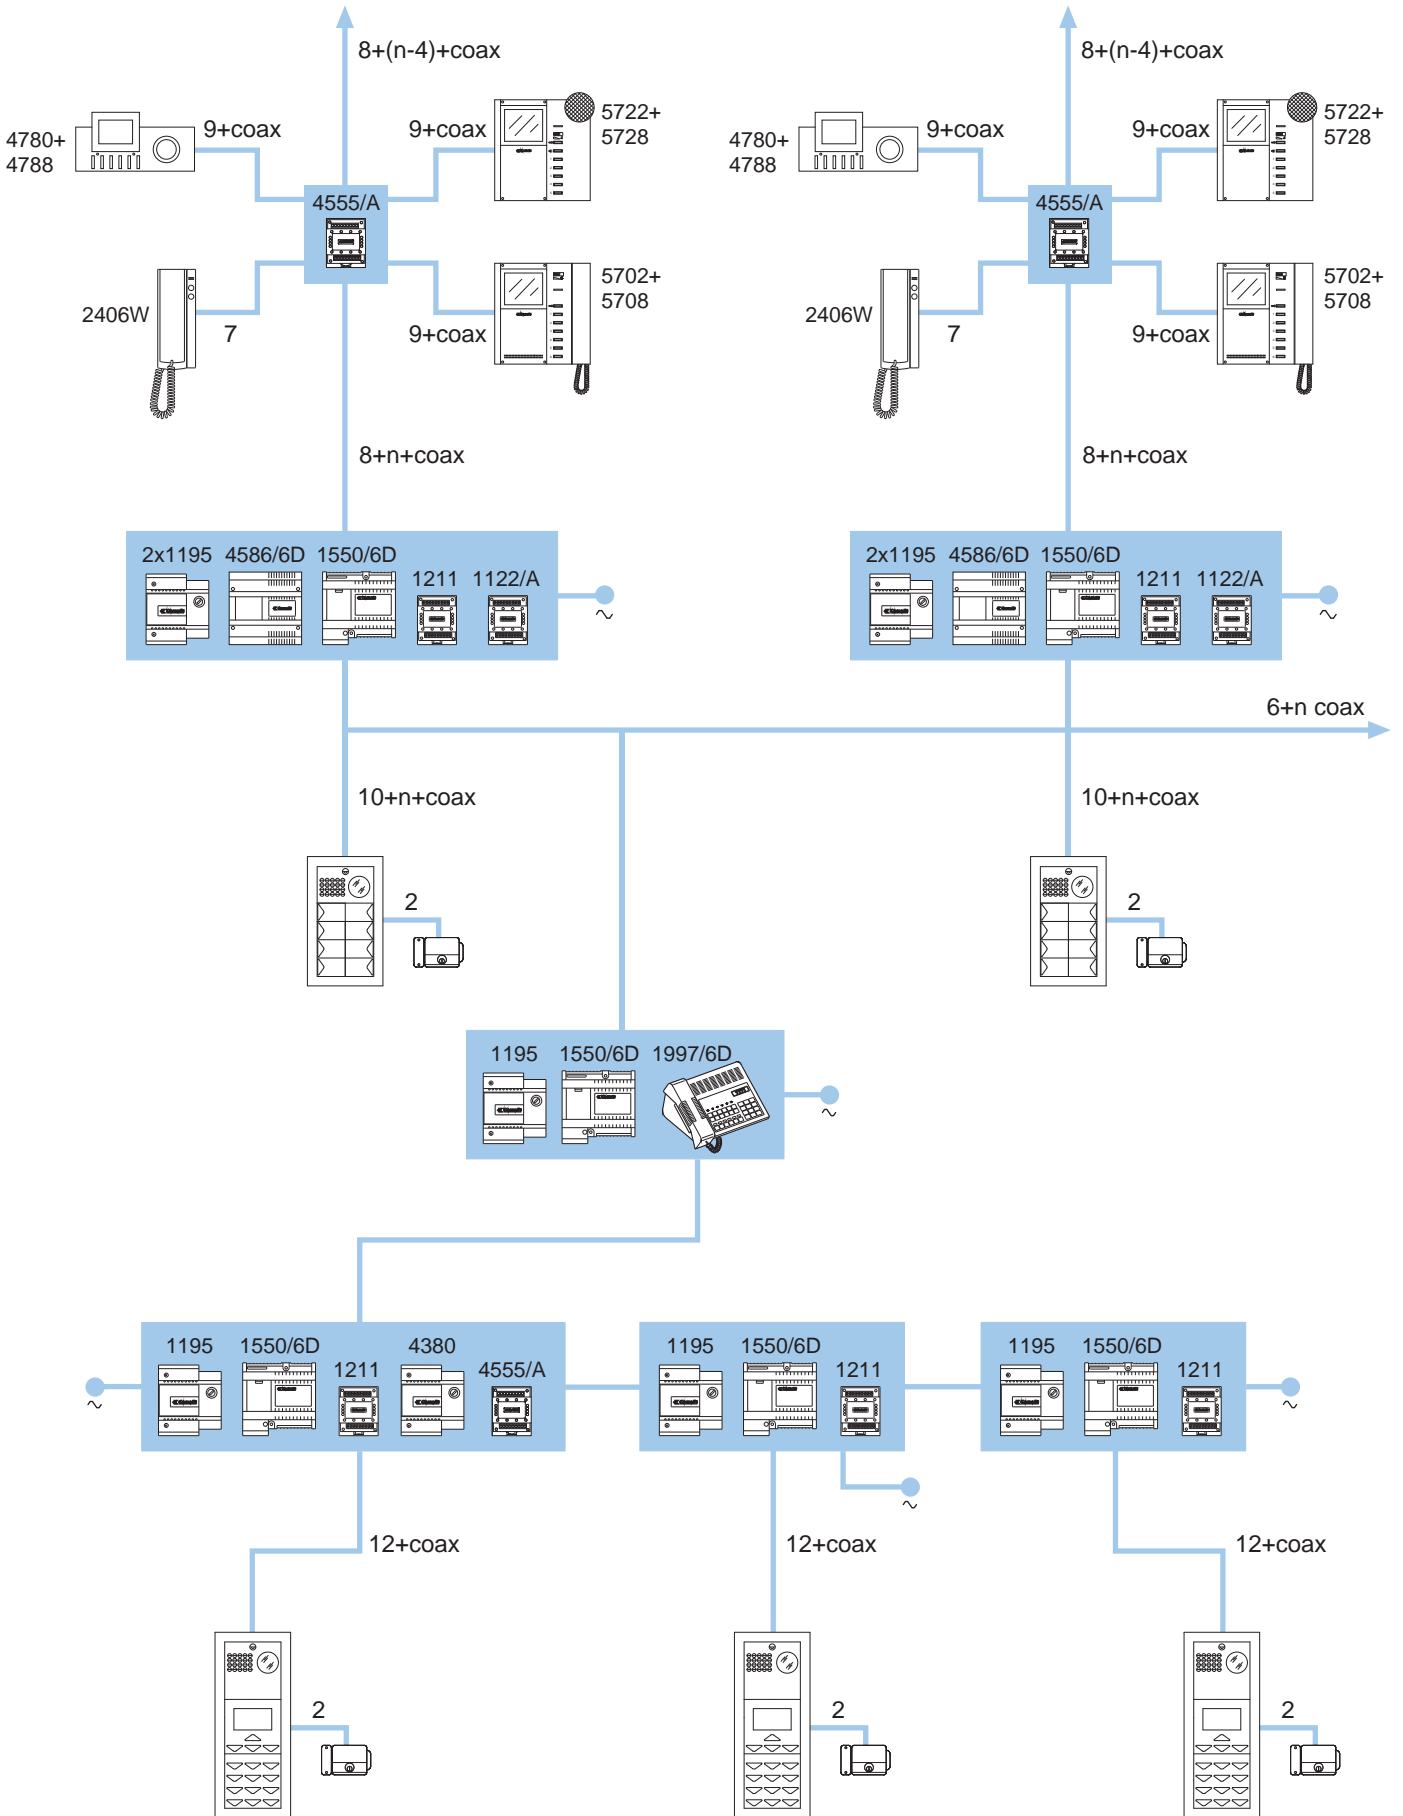 8+(n-4)+coax
8+(n-4)+coax
4780+
4788
9+coax
9+coax
5722+
5728
4780+
4788
9+coax
9+coax
5722+
5728
4555/A
4555/A
2406W
7
9+coax
5702+
5708
2406W
7
9+coax
5702+
5708
8+n+coax
8+n+coax
2x1195 4586/6D 1550/6D
1211 1122/A
~
2x1195 4586/6D 1550/6D
1211 1122/A
~
6+n coax
10+n+coax
10+n+coax
2
2
1195 1550/6D 1997/6D
~
1195 1550/6D 4380
1211 4555/A
~
1195 1550/6D
1211
~
1195 1550/6D
1211
~
12+coax
12+coax
12+coax
2
2
2